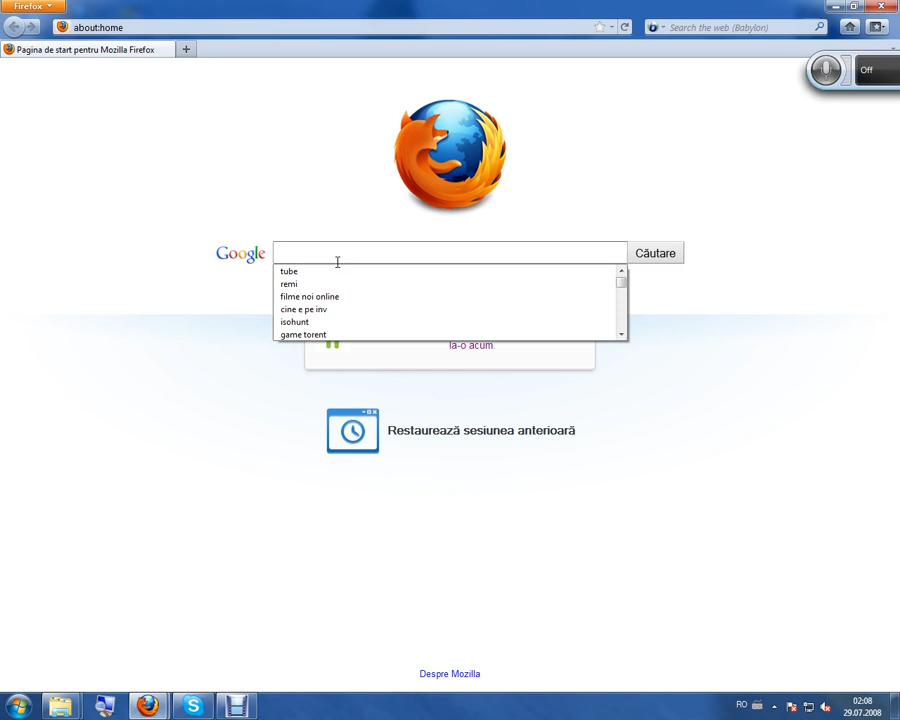 Firefox
about:home
Search the web (Babylon)
Pagina de start pentru Mozilla Firefox
Off
Google
Căutare
tube
remi
filme noi online
cine e pe inv
isohunt
game torent
Ia-o acum.
Restaurează sesiunea anterioară
Despre Mozilla
RO
02:08
29.07.2008